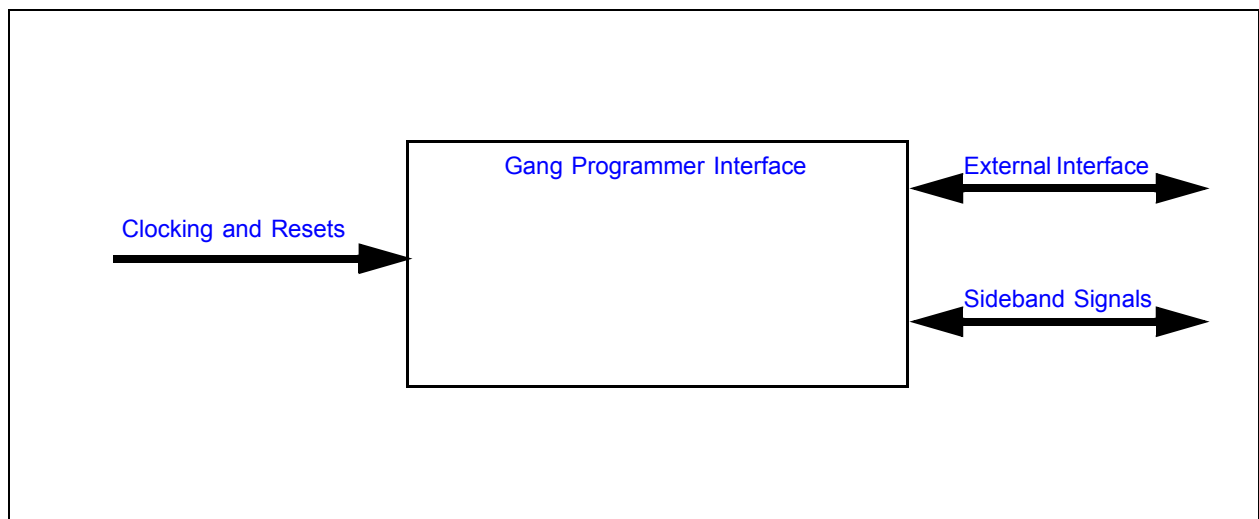 Gang Programmer Interface
External Interface
Clocking and Resets
Sideband Signals